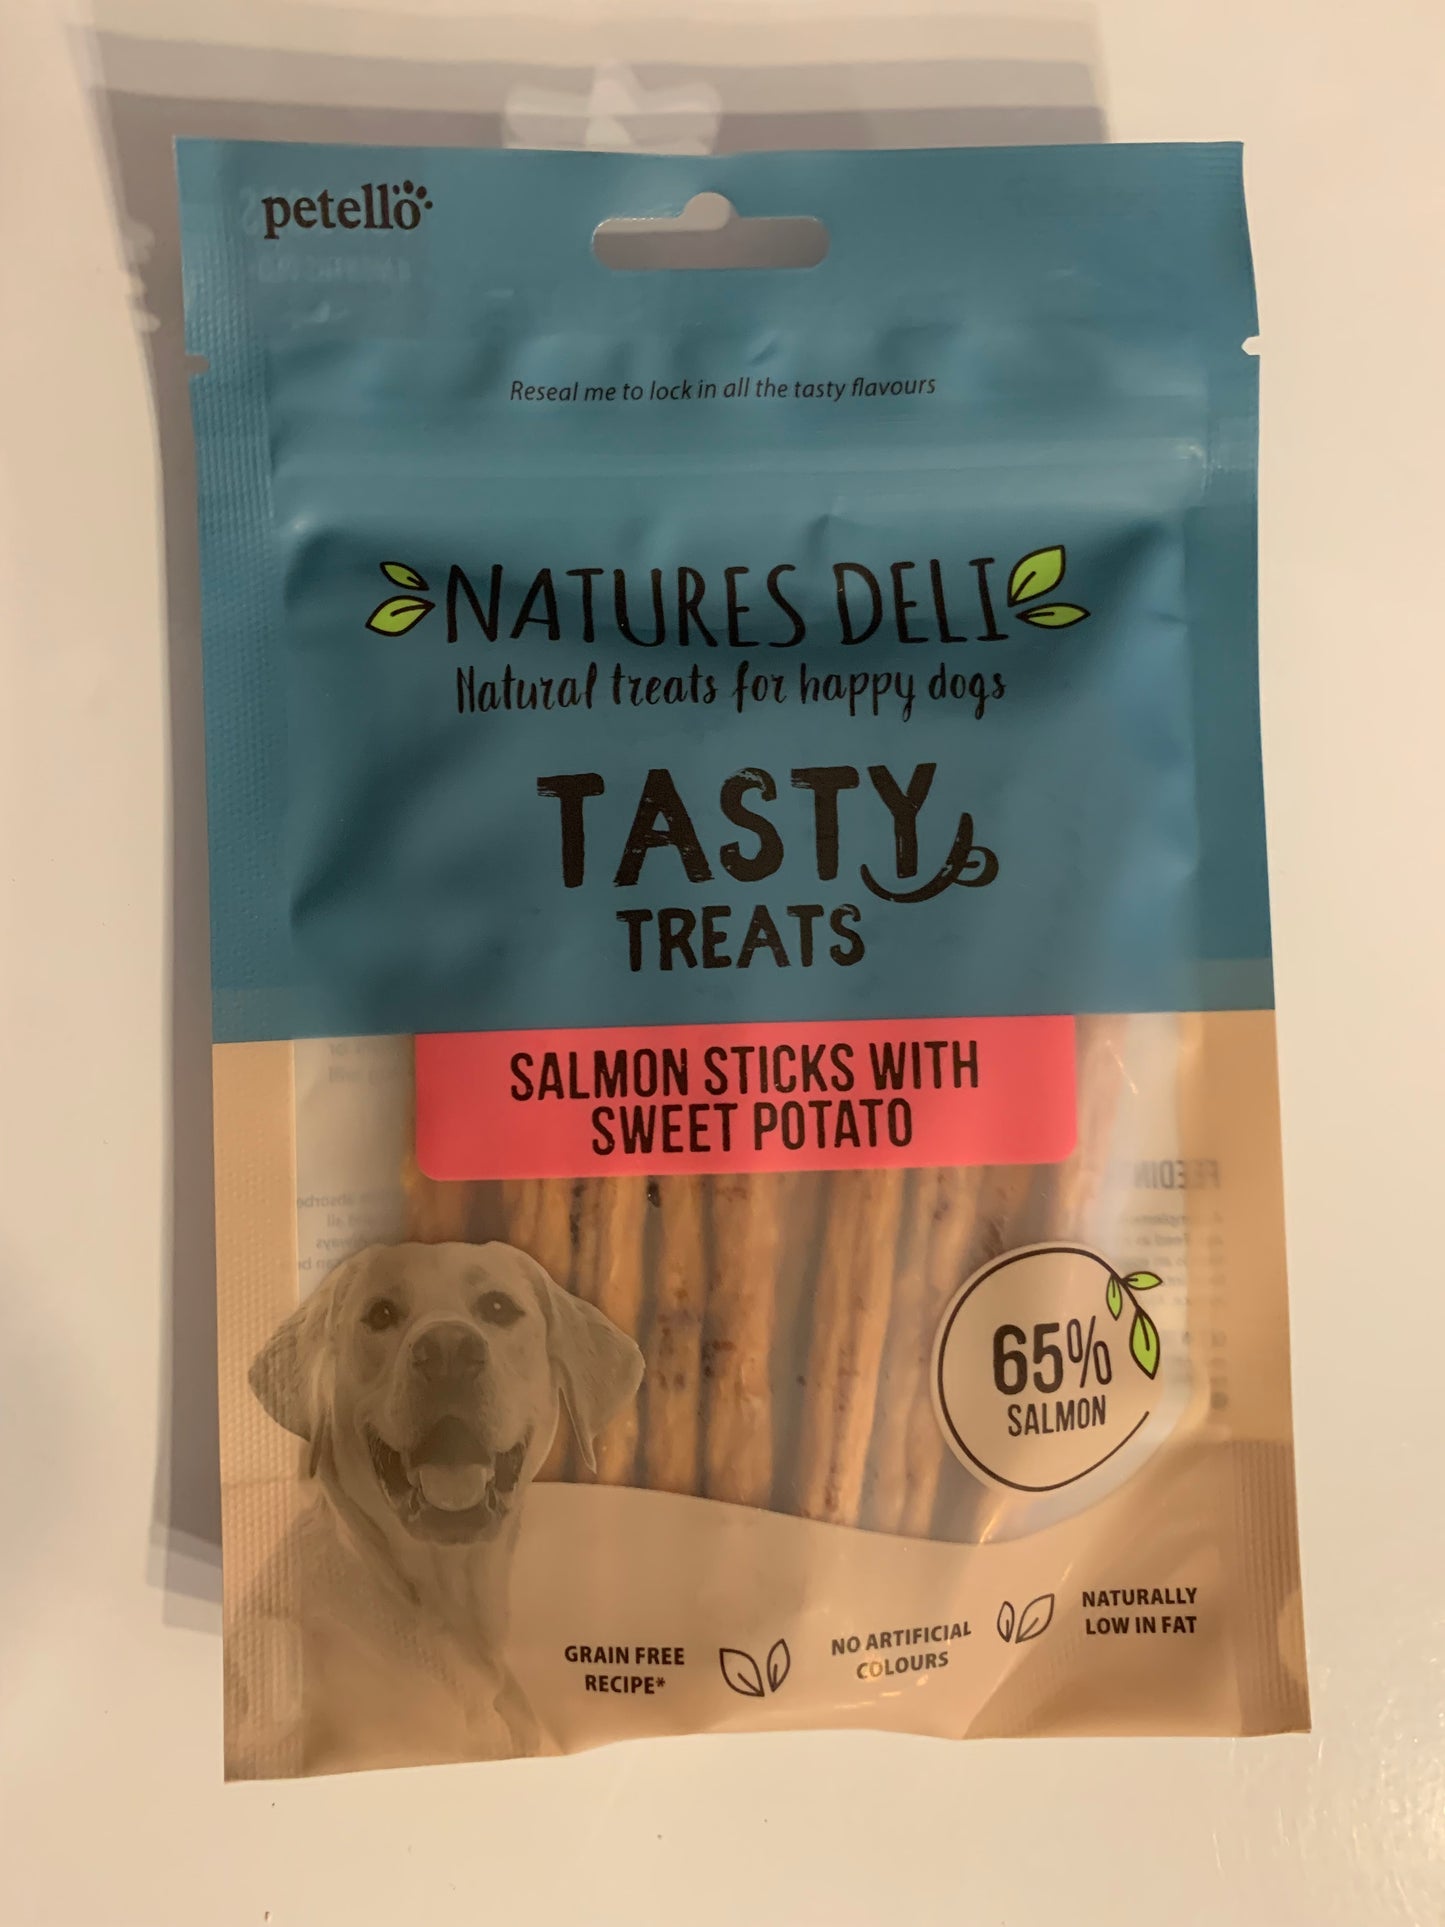 petello
Reseal me to lock in all the tasty flavours
NATURES DELI
Natural treats for happy dogs
TASTY
TREATS
SALMON STICKS WITH
SWEET POTATO
65%
SALMON
GRAIN FREE
RECIPE*
NO ARTIFICIAL
COLOURS
NATURALLY
LOW IN FAT